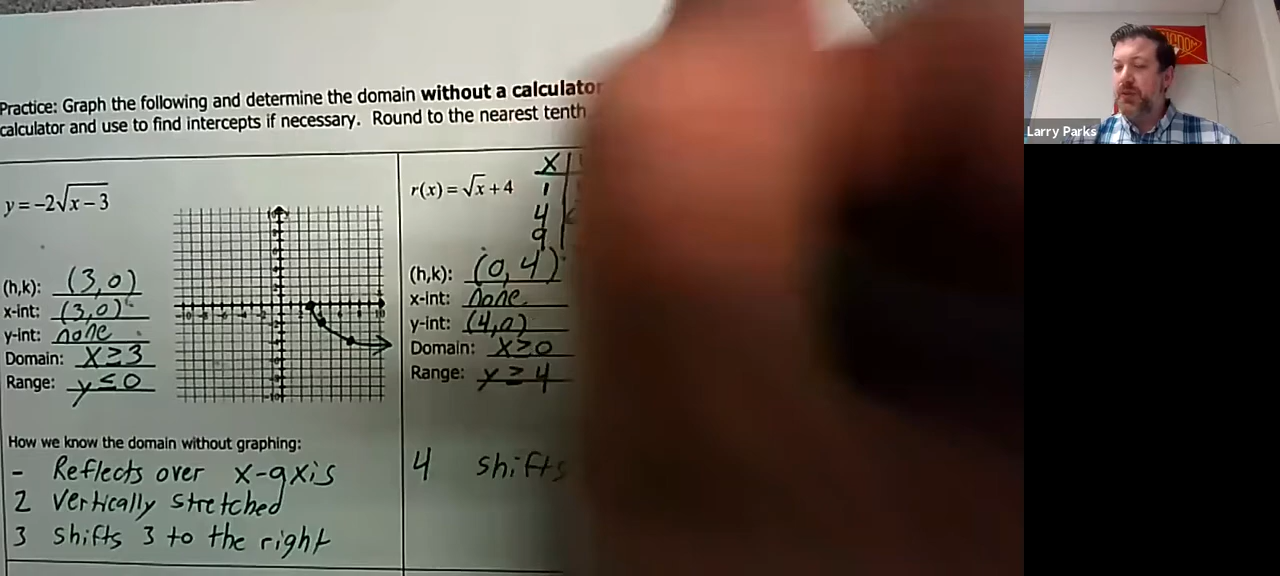 Practice: Graph the following and determine the domain without a calculator
calculator and use to find intercepts if necessary. Round to the nearest tenth
y = -2√x-3
(h,k): (3,0)
x-int: (3,0)
y-int: none
Domain: x≥3
Range: y≤0
How we know the domain without graphing:
- Reflects over x-axis
2 Vertically stretched
3 shifts 3 to the right
r(x) = √x + 4
x
1
4
9
(h,k): (0,4)
x-int: none
y-int: (4,0)
Domain: x≥0
Range: y≥4
4 shifts
Larry Parks